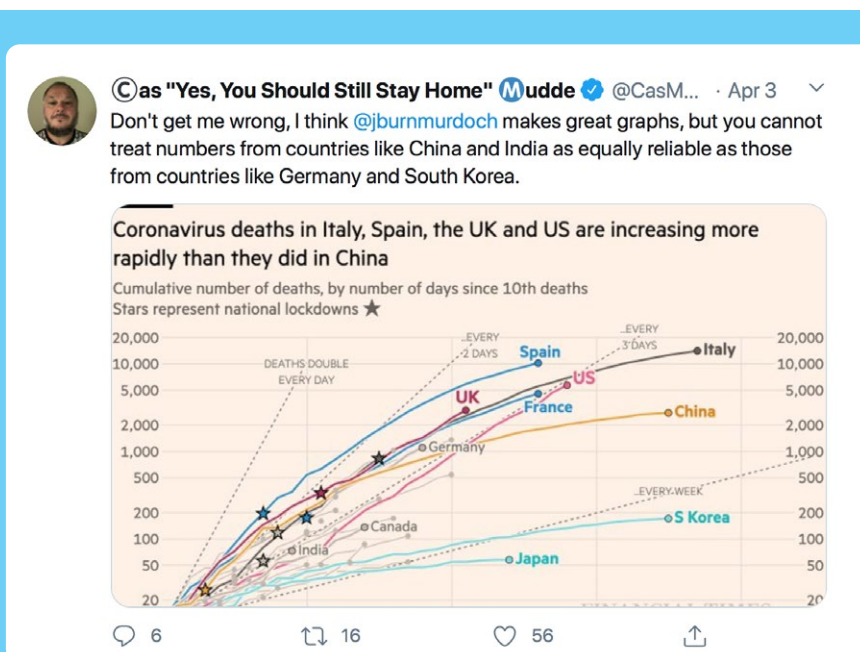 Ⓒas "Yes, You Should Still Stay Home" Ⓜudde @CasM... · Apr 3
Don't get me wrong, I think @jburnmurdoch makes great graphs, but you cannot
treat numbers from countries like China and India as equally reliable as those
from countries like Germany and South Korea.
Coronavirus deaths in Italy, Spain, the UK and US are increasing more
rapidly than they did in China
Cumulative number of deaths, by number of days since 10th deaths
Stars represent national lockdowns ★
20,000
10,000
5,000
2,000
1,000
500
200
100
50
20
DEATHS DOUBLE
EVERY DAY
...EVERY
2 DAYS
...EVERY
3 DAYS
...EVERY WEEK
Spain
Italy
US
UK
France
China
Germany
S Korea
Canada
India
Japan
20,000
10,000
5,000
2,000
1,000
500
200
100
50
20
FINANCIAL TIMES
6 16 56